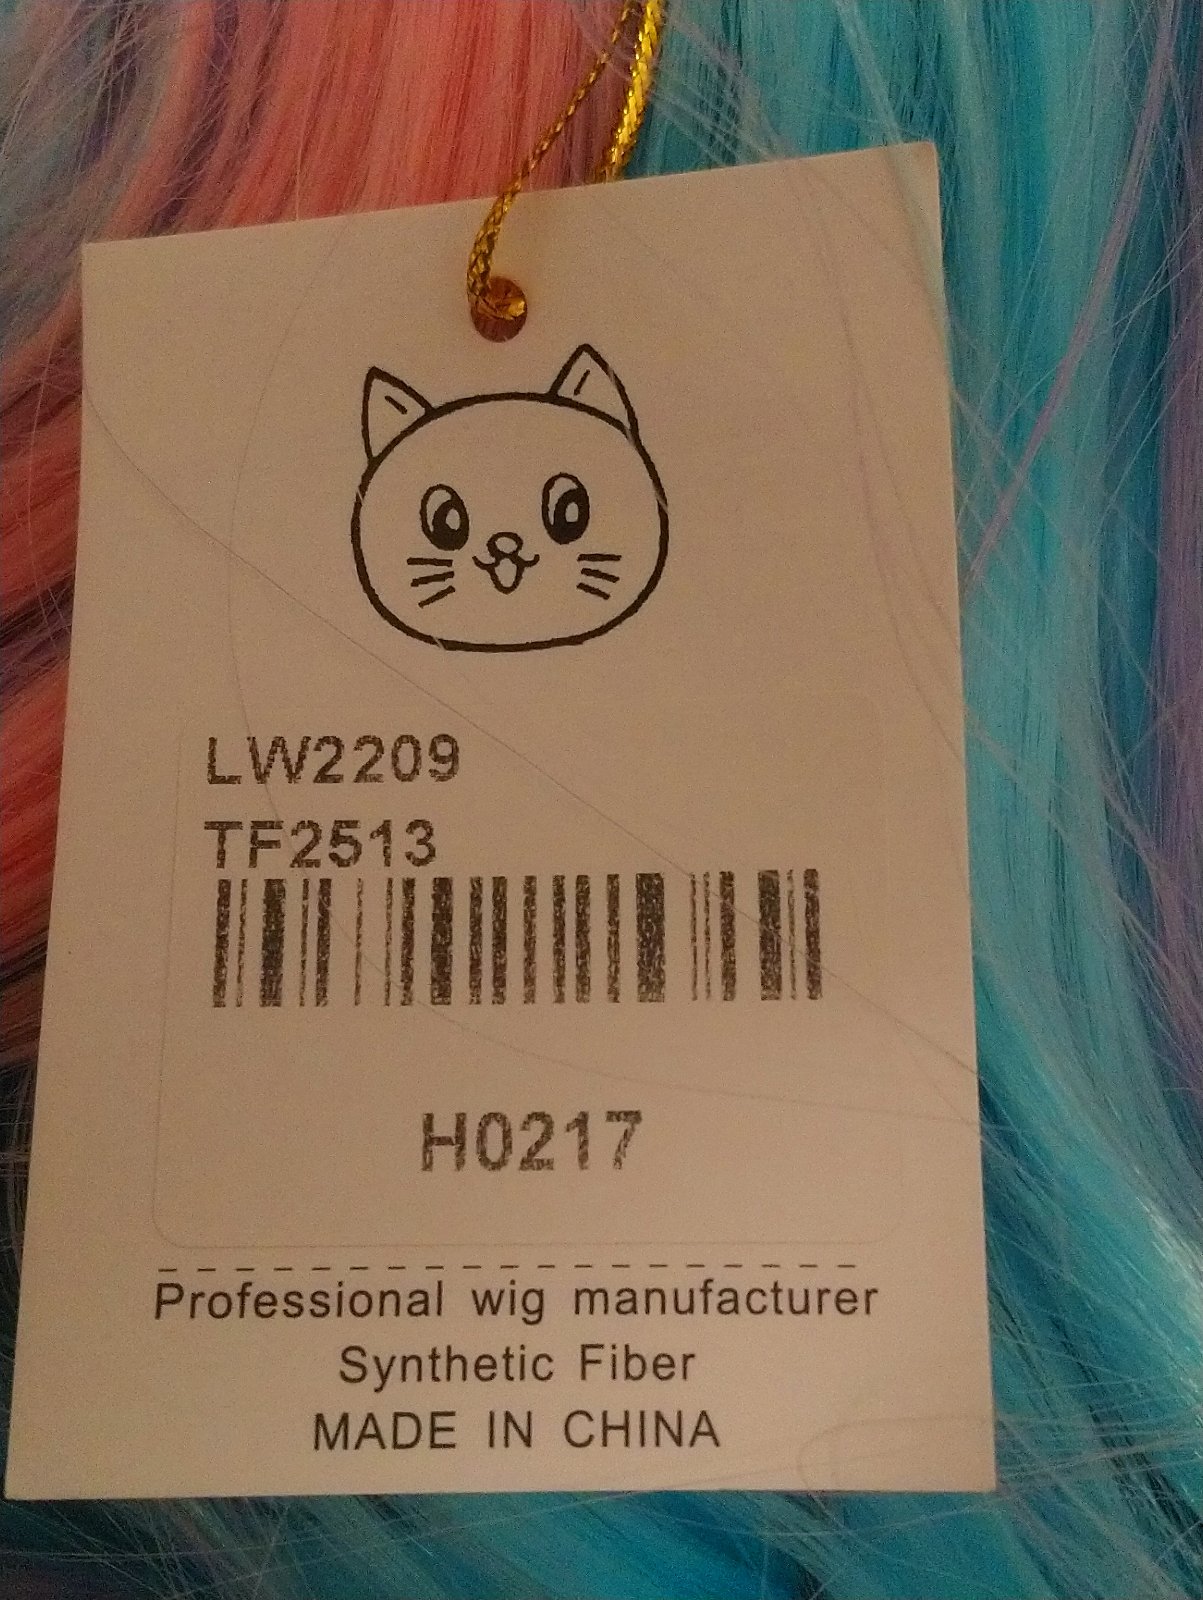 LW2209
TF2513
H0217
Professional wig manufacturer
Synthetic Fiber
MADE IN CHINA